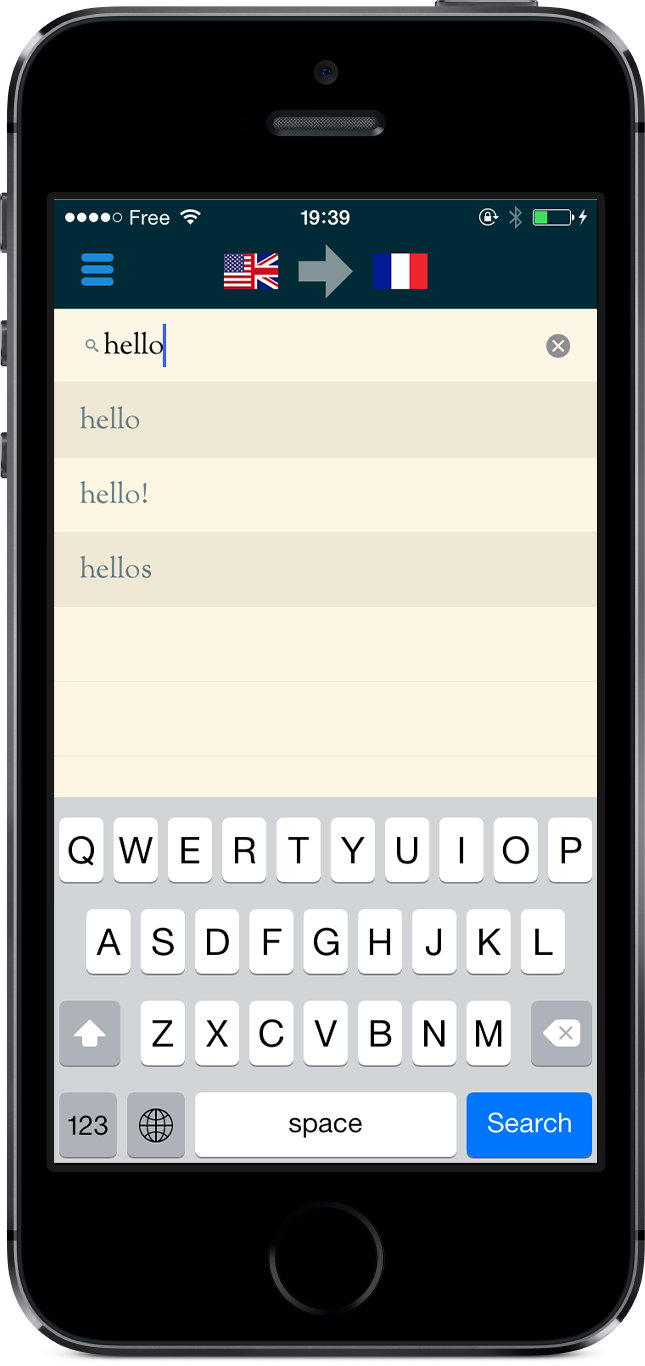 Free 19:39
hello
hello
hello!
hellos
Q W E R T Y U I O P
A S D F G H J K L
Z X C V B N M
123 space Search